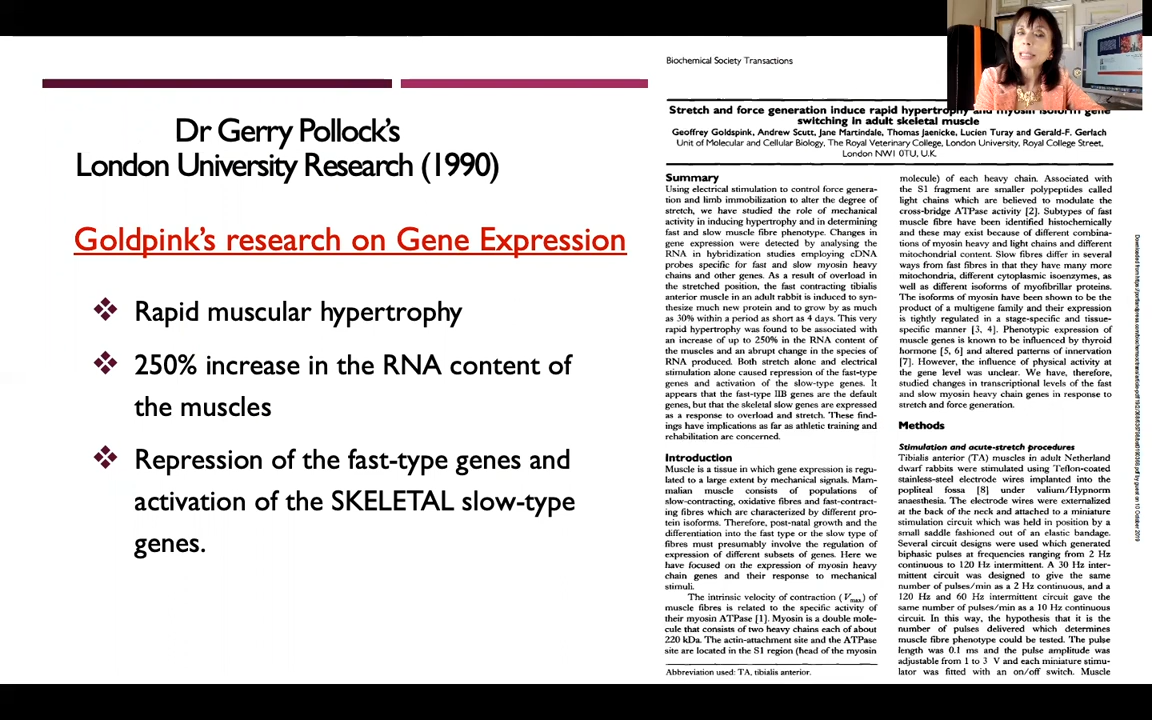 Dr Gerry Pollock's
London University Research (1990)
Goldpink's research on Gene Expression
Rapid muscular hypertrophy
250% increase in the RNA content of
the muscles
Repression of the fast-type genes and
activation of the SKELETAL slow-type
genes.
Biochemical Society Transactions
Stretch and force generation induce rapid hypertrophy and myosin isoform gene
switching in adult skeletal muscle
Geoffrey Goldspink, Andrew Scutt, Jane Martindale, Thomas Jaenicke, Lucien Turay and Gerald-F. Gerlach
Unit of Molecular and Cellular Biology, The Royal Veterinary College, London University, Royal College Street,
London NW1 0TU, U.K.
Summary
Using electrical stimulation to control force genera-
tion and limb immobilization to alter the degree of
stretch, we have studied the role of mechanical
activity in inducing hypertrophy and in determining
fast and slow muscle fibre phenotype. Changes in
gene expression were detected by analysing the
RNA in hybridization studies employing cDNA
probes specific for fast and slow myosin heavy
chains and other genes. As a result of overload in
the stretched position, the fast contracting tibialis
anterior muscle in an adult rabbit is induced to syn-
thesize much new protein and to grow by as much
as 30% within a period as short as 4 days. This very
rapid hypertrophy was found to be associated with
an increase of up to 250% in the RNA content of
the muscles and an abrupt change in the species of
RNA produced. Both stretch alone and electrical
stimulation alone caused repression of the fast-type
genes and activation of the slow-type genes. It
appears that the fast-type IIB genes are the default
genes, but that the skeletal slow genes are expressed
as a response to overload and stretch. These find-
ings have implications as far as athletic training and
rehabilitation are concerned.
Introduction
Muscle is a tissue in which gene expression is regu-
lated to a large extent by mechanical signals. Mam-
malian muscle consists of populations of
slow-contracting, oxidative fibres and fast-contract-
ing fibres which are characterized by different pro-
tein isoforms. Therefore, post-natal growth and the
differentiation into the fast type or the slow type of
fibres must presumably involve the regulation of
expression of different subsets of genes. Here we
have focused on the expression of myosin heavy
chain genes and their response to mechanical
stimuli.
The intrinsic velocity of contraction (Vmax) of
muscle fibres is related to the specific activity of
their myosin ATPase [1]. Myosin is a double mole-
cule that consists of two heavy chains each of about
220 kDa. The actin-attachment site and the ATPase
site are located in the S1 region (head of the myosin
Abbreviation used: TA, tibialis anterior.
molecule) of each heavy chain. Associated with
the S1 fragment are smaller polypeptides called
light chains which are believed to modulate the
cross-bridge ATPase activity [2]. Subtypes of fast
muscle fibre have been identified histochemically
and these may exist because of different combina-
tions of myosin heavy and light chains and different
mitochondrial content. Slow fibres differ in several
ways from fast fibres in that they have many more
mitochondria, different cytoplasmic isoenzymes, as
well as different isoforms of myofibrillar proteins.
The isoforms of myosin have been shown to be the
product of a multigene family and their expression
is tightly regulated in a stage-specific and tissue-
specific manner [3, 4]. Phenotypic expression of
muscle genes is known to be influenced by thyroid
hormone [5, 6] and altered patterns of innervation
[7]. However, the influence of physical activity at
the gene level was unclear. We have, therefore,
studied changes in transcriptional levels of the fast
and slow myosin heavy chain genes in response to
stretch and force generation.
Methods
Stimulation and acute-stretch procedures
Tibialis anterior (TA) muscles in adult Netherland
dwarf rabbits were stimulated using Teflon-coated
stainless-steel electrode wires implanted into the
popliteal fossa [8] under valium/Hypnorm
anaesthesia. The electrode wires were externalized
at the back of the neck and attached to a miniature
stimulation circuit which was held in position by a
small saddle fashioned out of an elastic bandage.
Several circuit designs were used which generated
biphasic pulses at frequencies ranging from 2 Hz
continuous to 120 Hz intermittent. A 30 Hz inter-
mittent circuit was designed to give the same
number of pulses/min as a 2 Hz continuous, and a
120 Hz and 60 Hz intermittent circuit gave the
same number of pulses/min as a 10 Hz continuous
circuit. In this way, the hypothesis that it is the
number of pulses delivered which determines
muscle fibre phenotype could be tested. The pulse
length was 0.1 ms and the pulse amplitude was
adjustable from 1 to 3 V and each miniature stimu-
lator was fitted with an on/off switch. Muscle
by guest on 10 October 2019